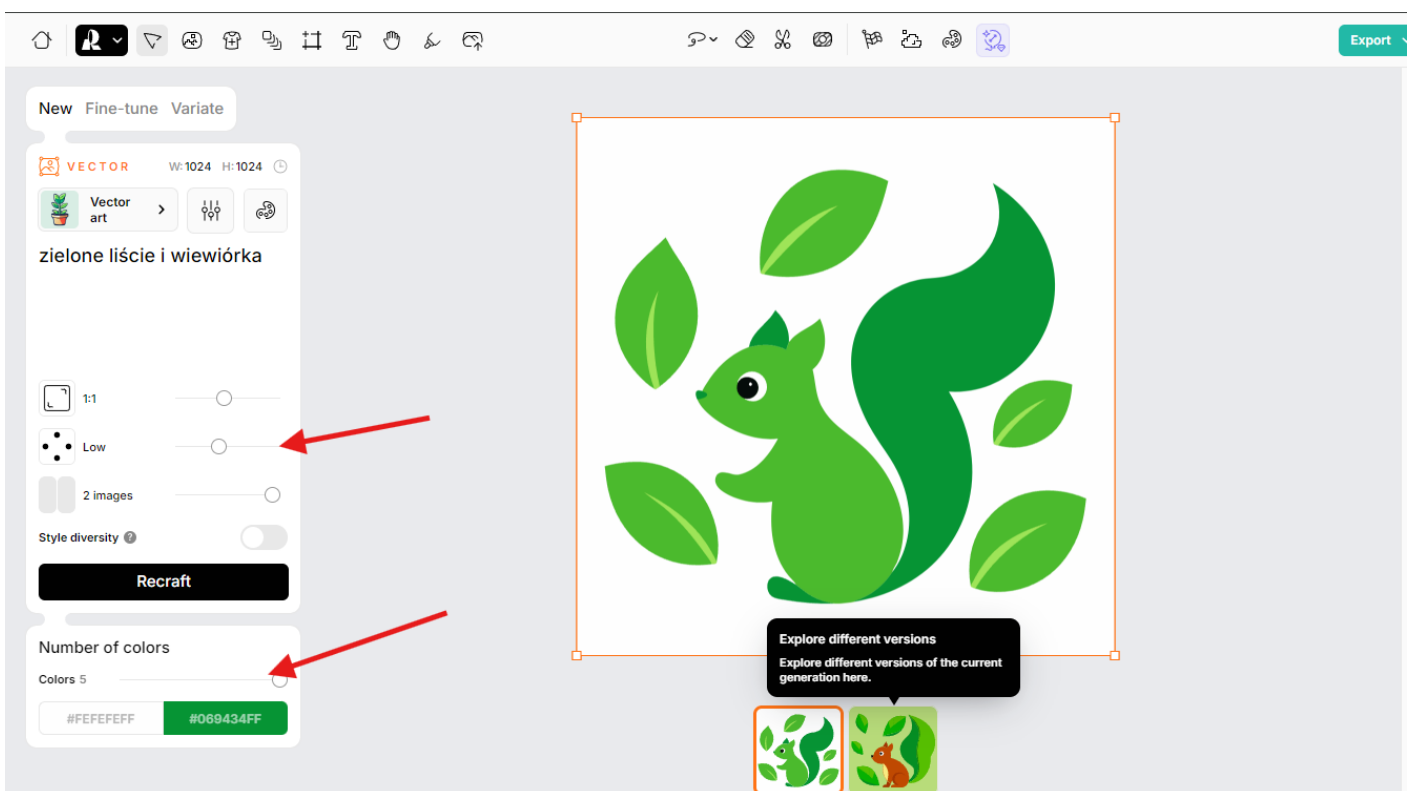 Export
New Fine-tune Variate
VECTOR W:1024 H:1024
Vector
art
zielone liście i wiewiórka
1:1
Low
2 images
Style diversity ?
Recraft
Number of colors
Colors 5
#FEFEFEFF #069434FF
Explore different versions
Explore different versions of the current
generation here.